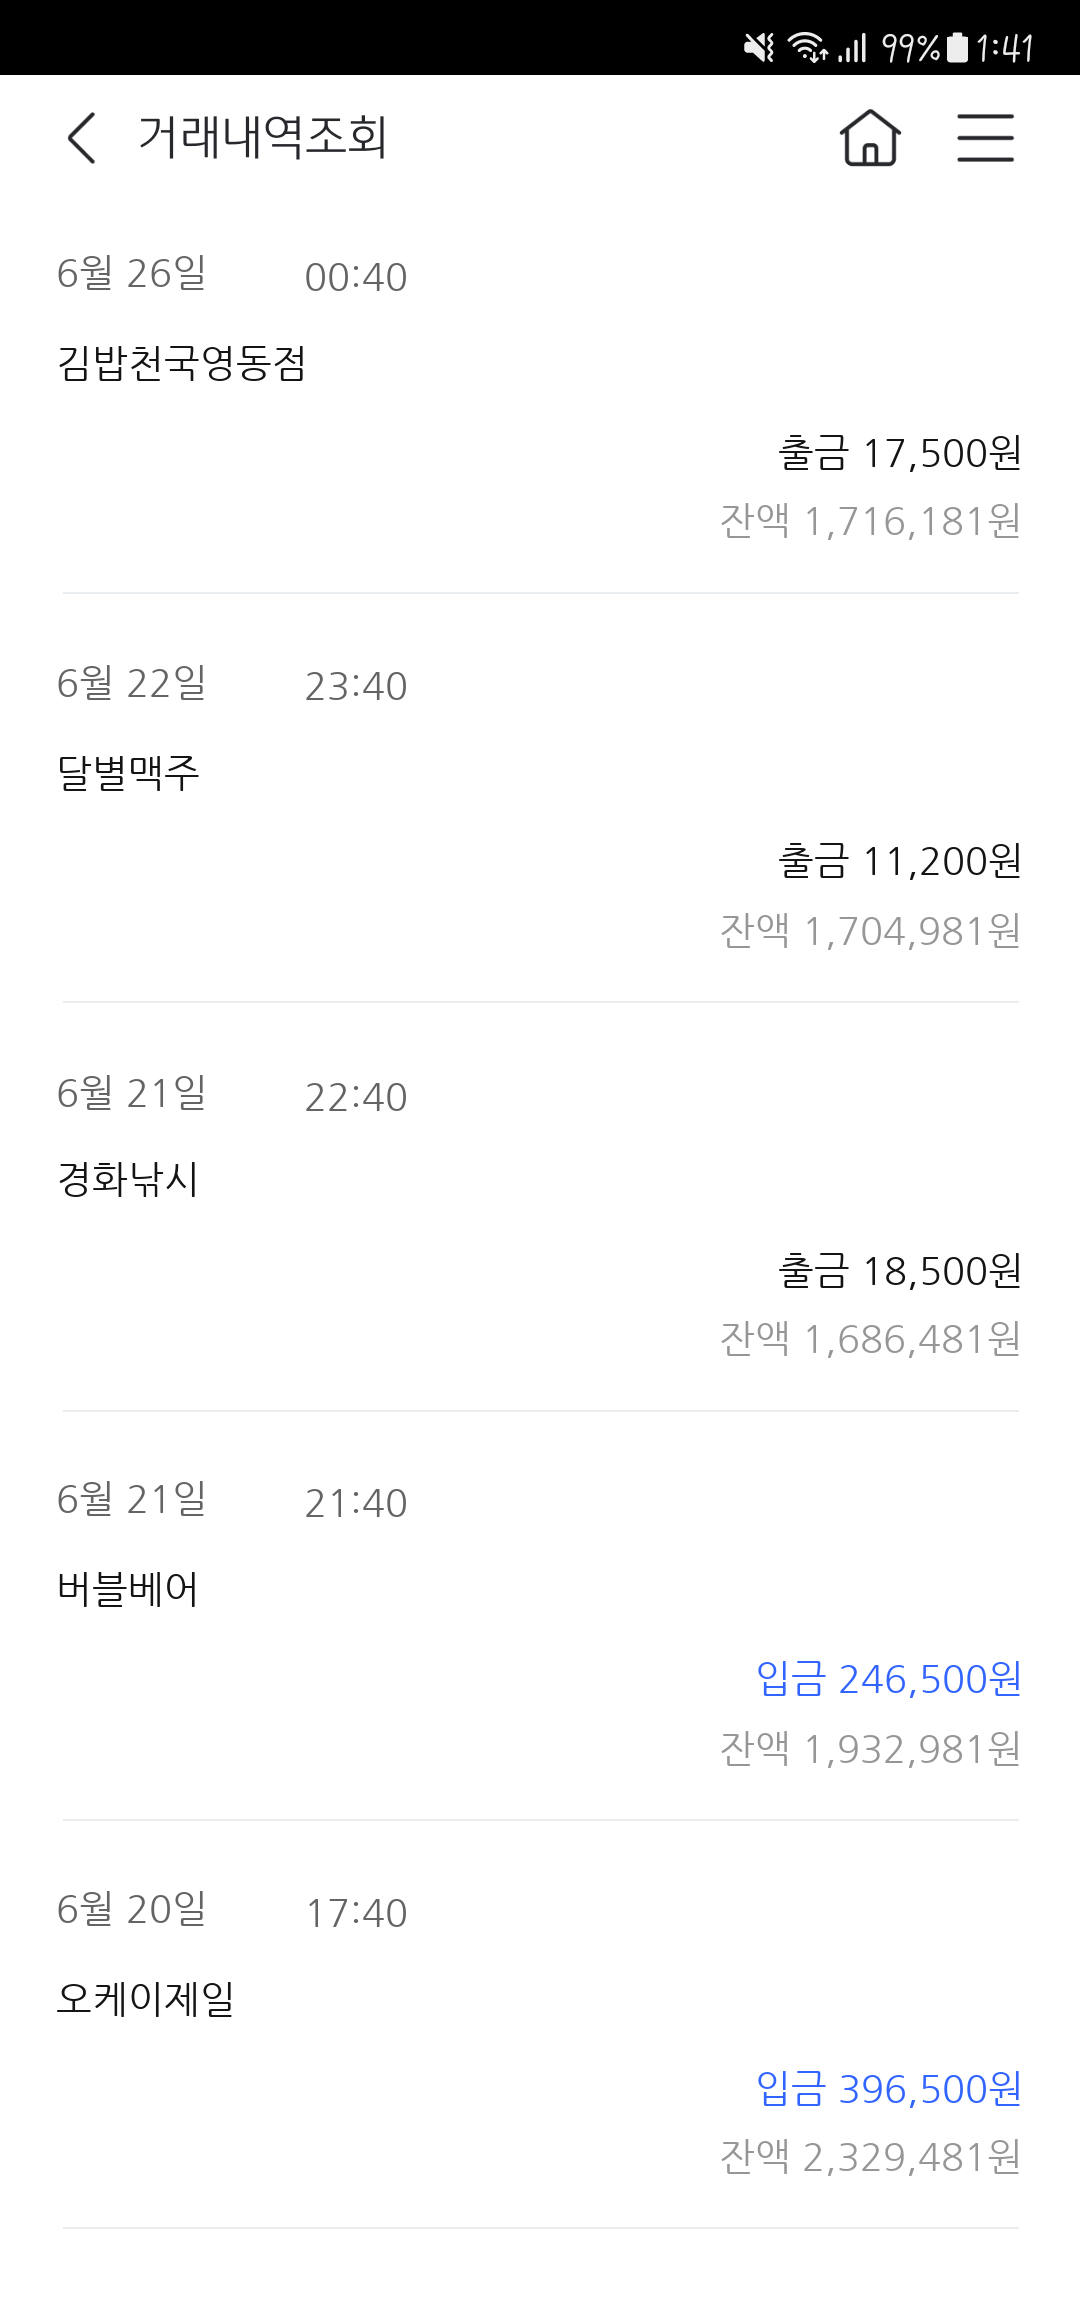 99% 1:41
거래내역조회
6월 26일 00:40
김밥천국영동점
출금 17,500원
잔액 1,716,181원
6월 22일 23:40
달별맥주
출금 11,200원
잔액 1,704,981원
6월 21일 22:40
경화낚시
출금 18,500원
잔액 1,686,481원
6월 21일 21:40
버블베어
입금 246,500원
잔액 1,932,981원
6월 20일 17:40
오케이제일
입금 396,500원
잔액 2,329,481원